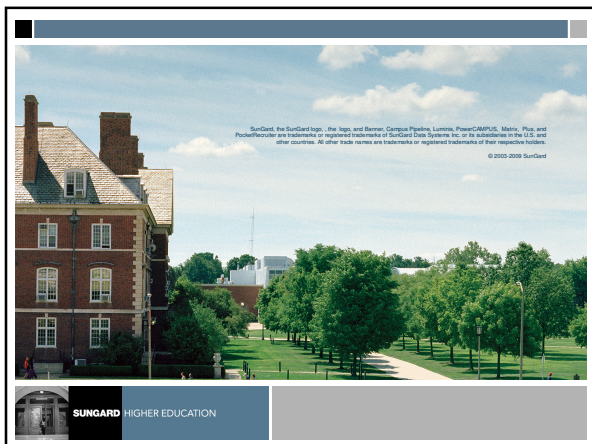 SunGard, the SunGard logo, , the logo, and Banner, Campus Pipeline, Luminis, PowerCAMPUS, Matrix, Plus, and
PocketRecruiter are trademarks or registered trademarks of SunGard Data Systems Inc. or its subsidiaries in the U.S. and
other countries. All other trade names are trademarks or registered trademarks of their respective holders.
© 2003-2009 SunGard
SUNGARD HIGHER EDUCATION